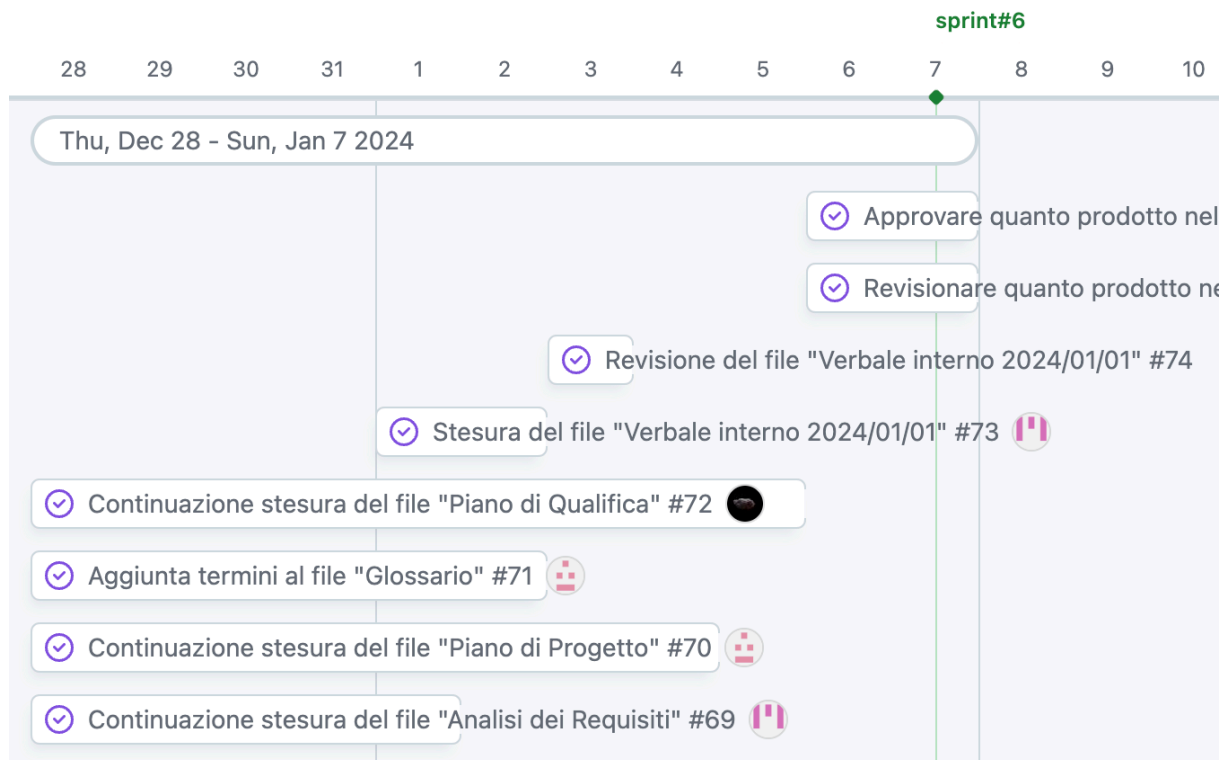 sprint#6
28 29 30 31 1 2 3 4 5 6 7 8 9 10
Thu, Dec 28 - Sun, Jan 7 2024
Approvare quanto prodotto nel
Revisionare quanto prodotto ne
Revisione del file "Verbale interno 2024/01/01" #74
Stesura del file "Verbale interno 2024/01/01" #73
Continuazione stesura del file "Piano di Qualifica" #72
Aggiunta termini al file "Glossario" #71
Continuazione stesura del file "Piano di Progetto" #70
Continuazione stesura del file "Analisi dei Requisiti" #69